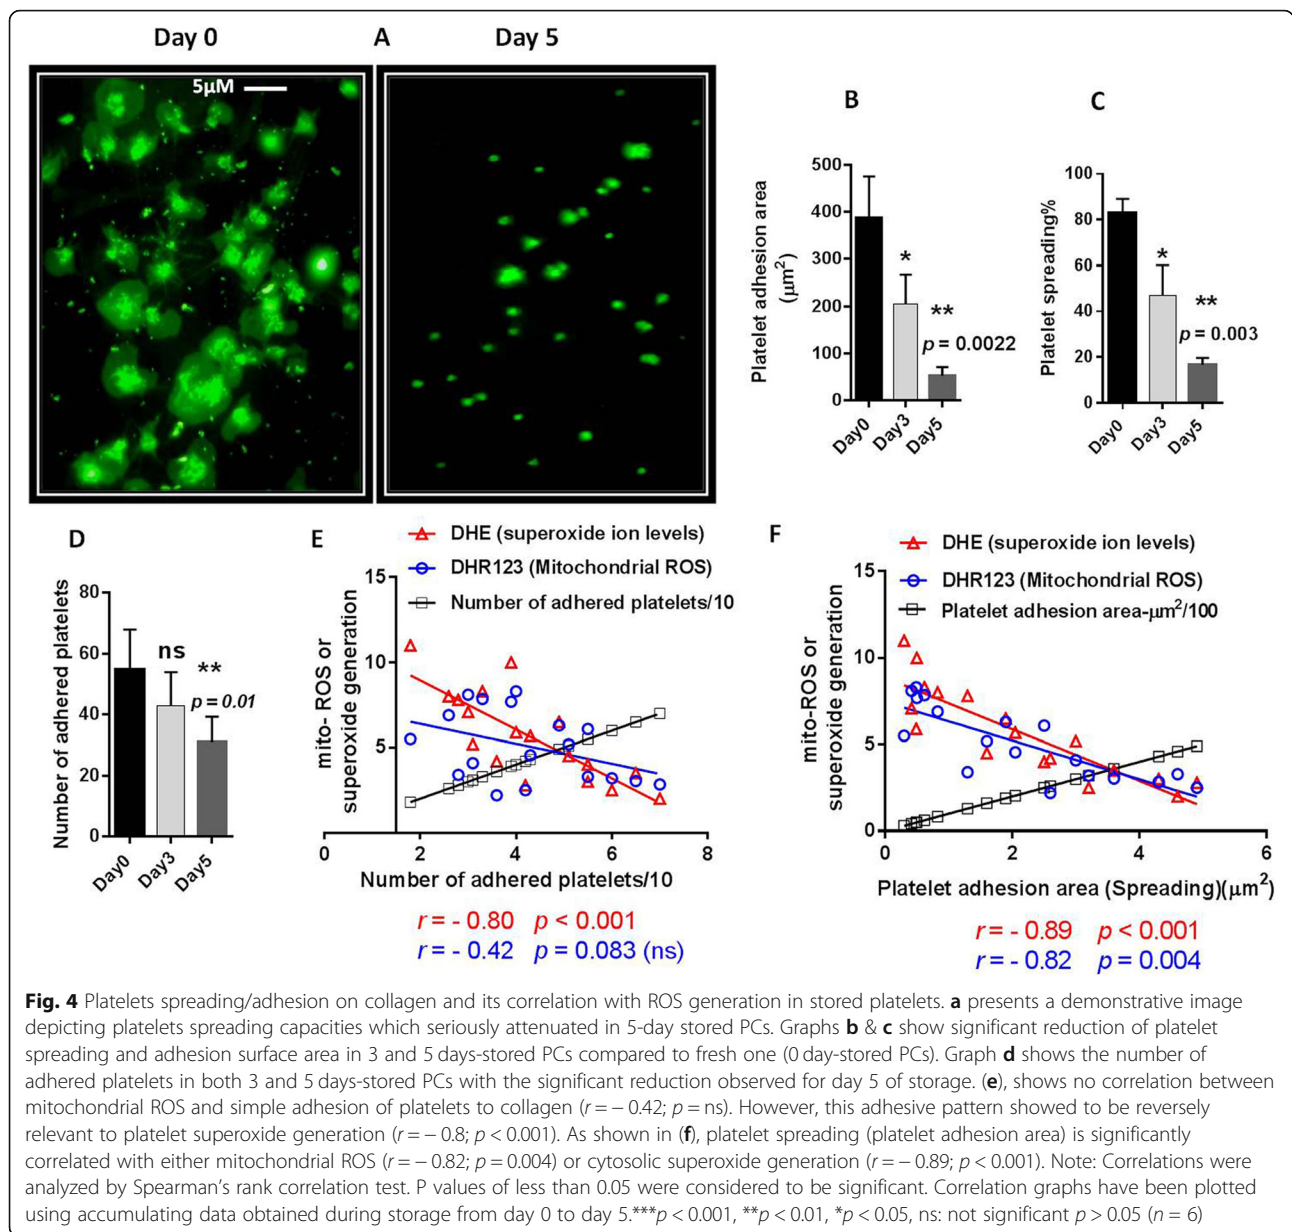 Day 0 A Day 5
5μM
B
Platelet adhesion area
(μm²)
500
400
300
200
100
0
*
**
p = 0.0022
Day0 Day3 Day5
C
Platelet spreading%
100
80
60
40
20
0
*
**
p = 0.003
Day0 Day3 Day5
D
Number of adhered platelets
80
60
40
20
0
ns
**
p = 0.01
Day0 Day3 Day5
E
DHE (superoxide ion levels)
DHR123 (Mitochondrial ROS)
Number of adhered platelets/10
mito- ROS or
superoxide generation
15
10
5
0 2 4 6 8
Number of adhered platelets/10
r = - 0.80 p < 0.001
r = - 0.42 p = 0.083 (ns)
F
DHE (superoxide ion levels)
DHR123 (Mitochondrial ROS)
Platelet adhesion area-μm²/100
mito-ROS or
superoxide generation
15
10
5
0
0 2 4 6
Platelet adhesion area (Spreading)(μm²)
r = - 0.89 p < 0.001
r = - 0.82 p = 0.004
Fig. 4 Platelets spreading/adhesion on collagen and its correlation with ROS generation in stored platelets. a presents a demonstrative image
depicting platelets spreading capacities which seriously attenuated in 5-day stored PCs. Graphs b & c show significant reduction of platelet
spreading and adhesion surface area in 3 and 5 days-stored PCs compared to fresh one (0 day-stored PCs). Graph d shows the number of
adhered platelets in both 3 and 5 days-stored PCs with the significant reduction observed for day 5 of storage. (e), shows no correlation between
mitochondrial ROS and simple adhesion of platelets to collagen (r = − 0.42; p = ns). However, this adhesive pattern showed to be reversely
relevant to platelet superoxide generation (r = − 0.8; p < 0.001). As shown in (f), platelet spreading (platelet adhesion area) is significantly
correlated with either mitochondrial ROS (r = − 0.82; p = 0.004) or cytosolic superoxide generation (r = − 0.89; p < 0.001). Note: Correlations were
analyzed by Spearman's rank correlation test. P values of less than 0.05 were considered to be significant. Correlation graphs have been plotted
using accumulating data obtained during storage from day 0 to day 5.***p < 0.001, **p < 0.01, *p < 0.05, ns: not significant p > 0.05 (n = 6)